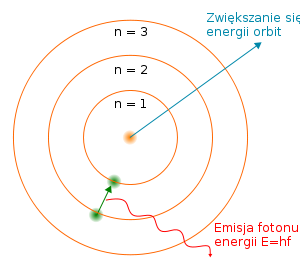 Zwiększanie się
energii orbit
n = 3
n = 2
n = 1
Emisja fotonu
energii E=hf